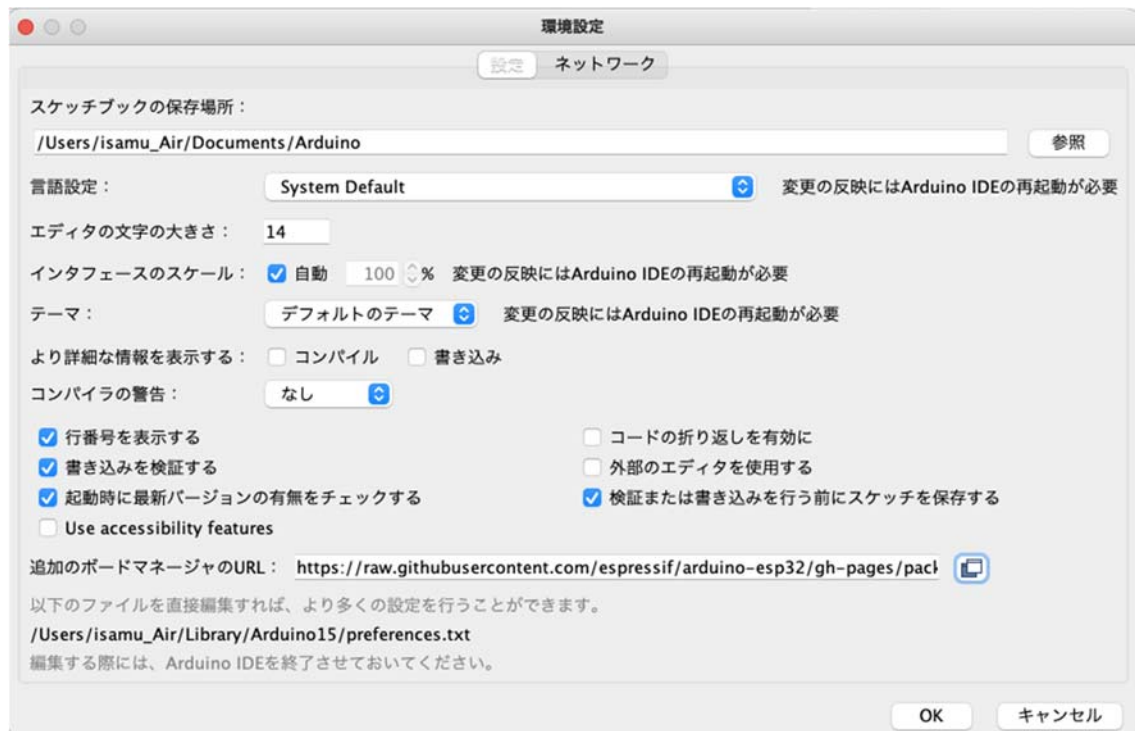 環境設定
設定 ネットワーク
スケッチブックの保存場所：
/Users/isamu_Air/Documents/Arduino 参照
言語設定： System Default 変更の反映にはArduino IDEの再起動が必要
エディタの文字の大きさ： 14
インタフェースのスケール： 自動 100 % 変更の反映にはArduino IDEの再起動が必要
テーマ： デフォルトのテーマ 変更の反映にはArduino IDEの再起動が必要
より詳細な情報を表示する： コンパイル 書き込み
コンパイラの警告： なし
行番号を表示する コードの折り返しを有効に
書き込みを検証する 外部のエディタを使用する
起動時に最新バージョンの有無をチェックする 検証または書き込みを行う前にスケッチを保存する
Use accessibility features
追加のボードマネージャのURL： https://raw.githubusercontent.com/espressif/arduino-esp32/gh-pages/pack
以下のファイルを直接編集すれば、より多くの設定を行うことができます。
/Users/isamu_Air/Library/Arduino15/preferences.txt
編集する際には、Arduino IDEを終了させておいてください。
OK キャンセル